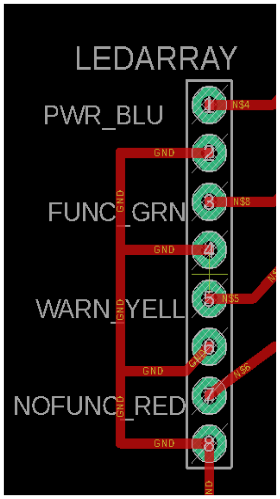 LEDARRAY
1 N$4
PWR_BLU
GND 2
GND
FUNC_GRN 3 N$8
GND 4
WARN_YELL GND 5 N$5
6 GND
GND
7 N$6
NOFUNC_RED GND
GND 8